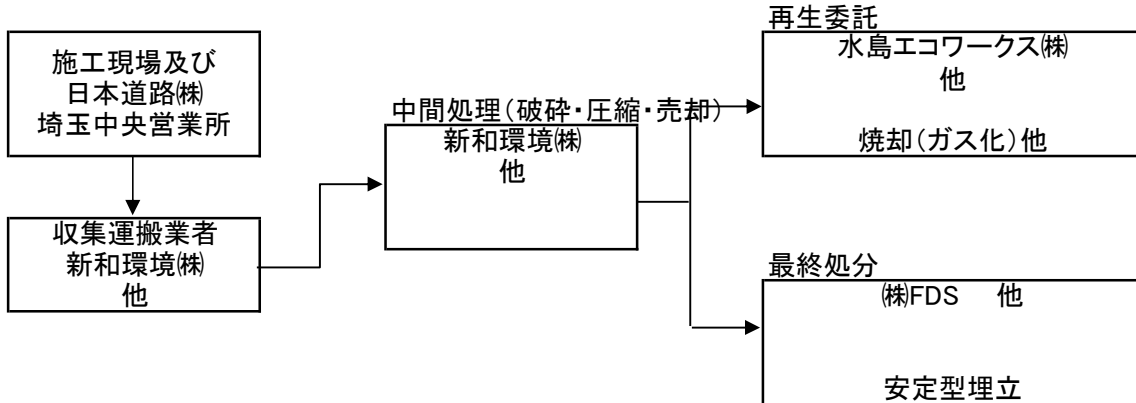 施工現場及び
日本道路㈱
埼玉中央営業所
収集運搬業者
新和環境㈱
他
中間処理(破砕・圧縮・売却)
新和環境㈱
他
再生委託
水島エコワークス㈱
他
焼却(ガス化)他
最終処分
㈱FDS 他
安定型埋立